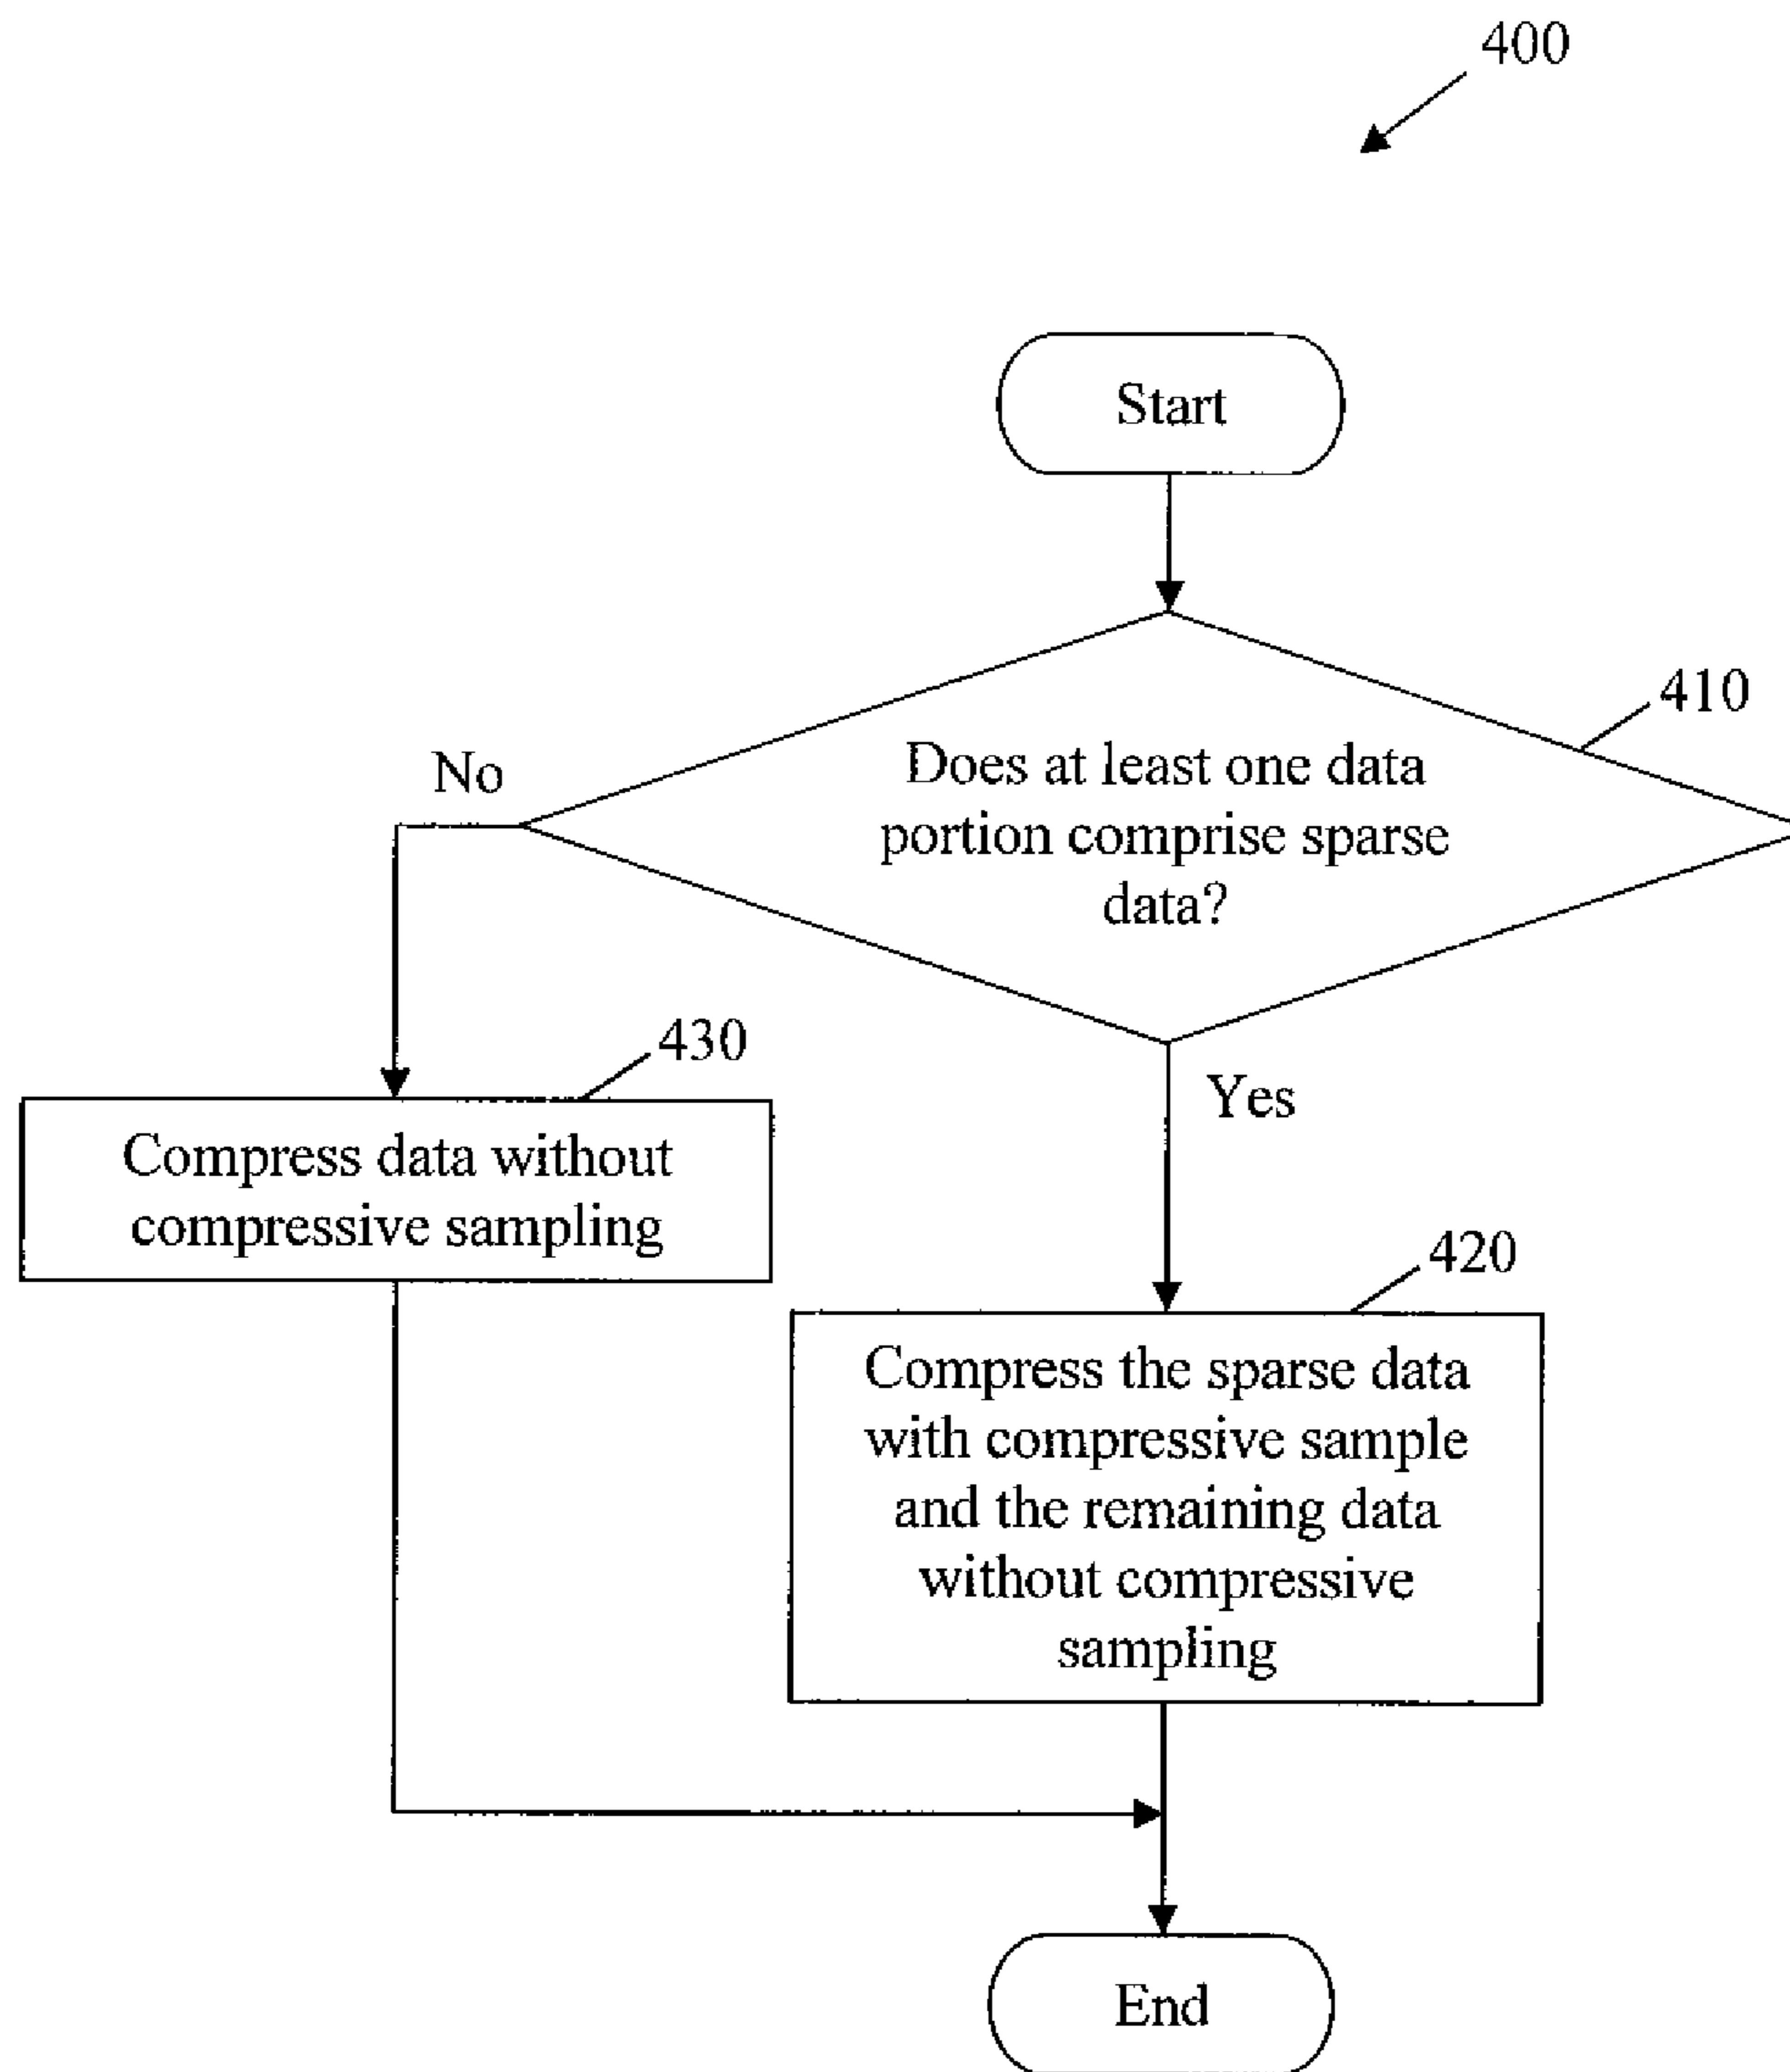 400
Start
410
Does at least one data
portion comprise sparse
data?
No
Yes
430
Compress data without
compressive sampling
420
Compress the sparse data
with compressive sample
and the remaining data
without compressive
sampling
End